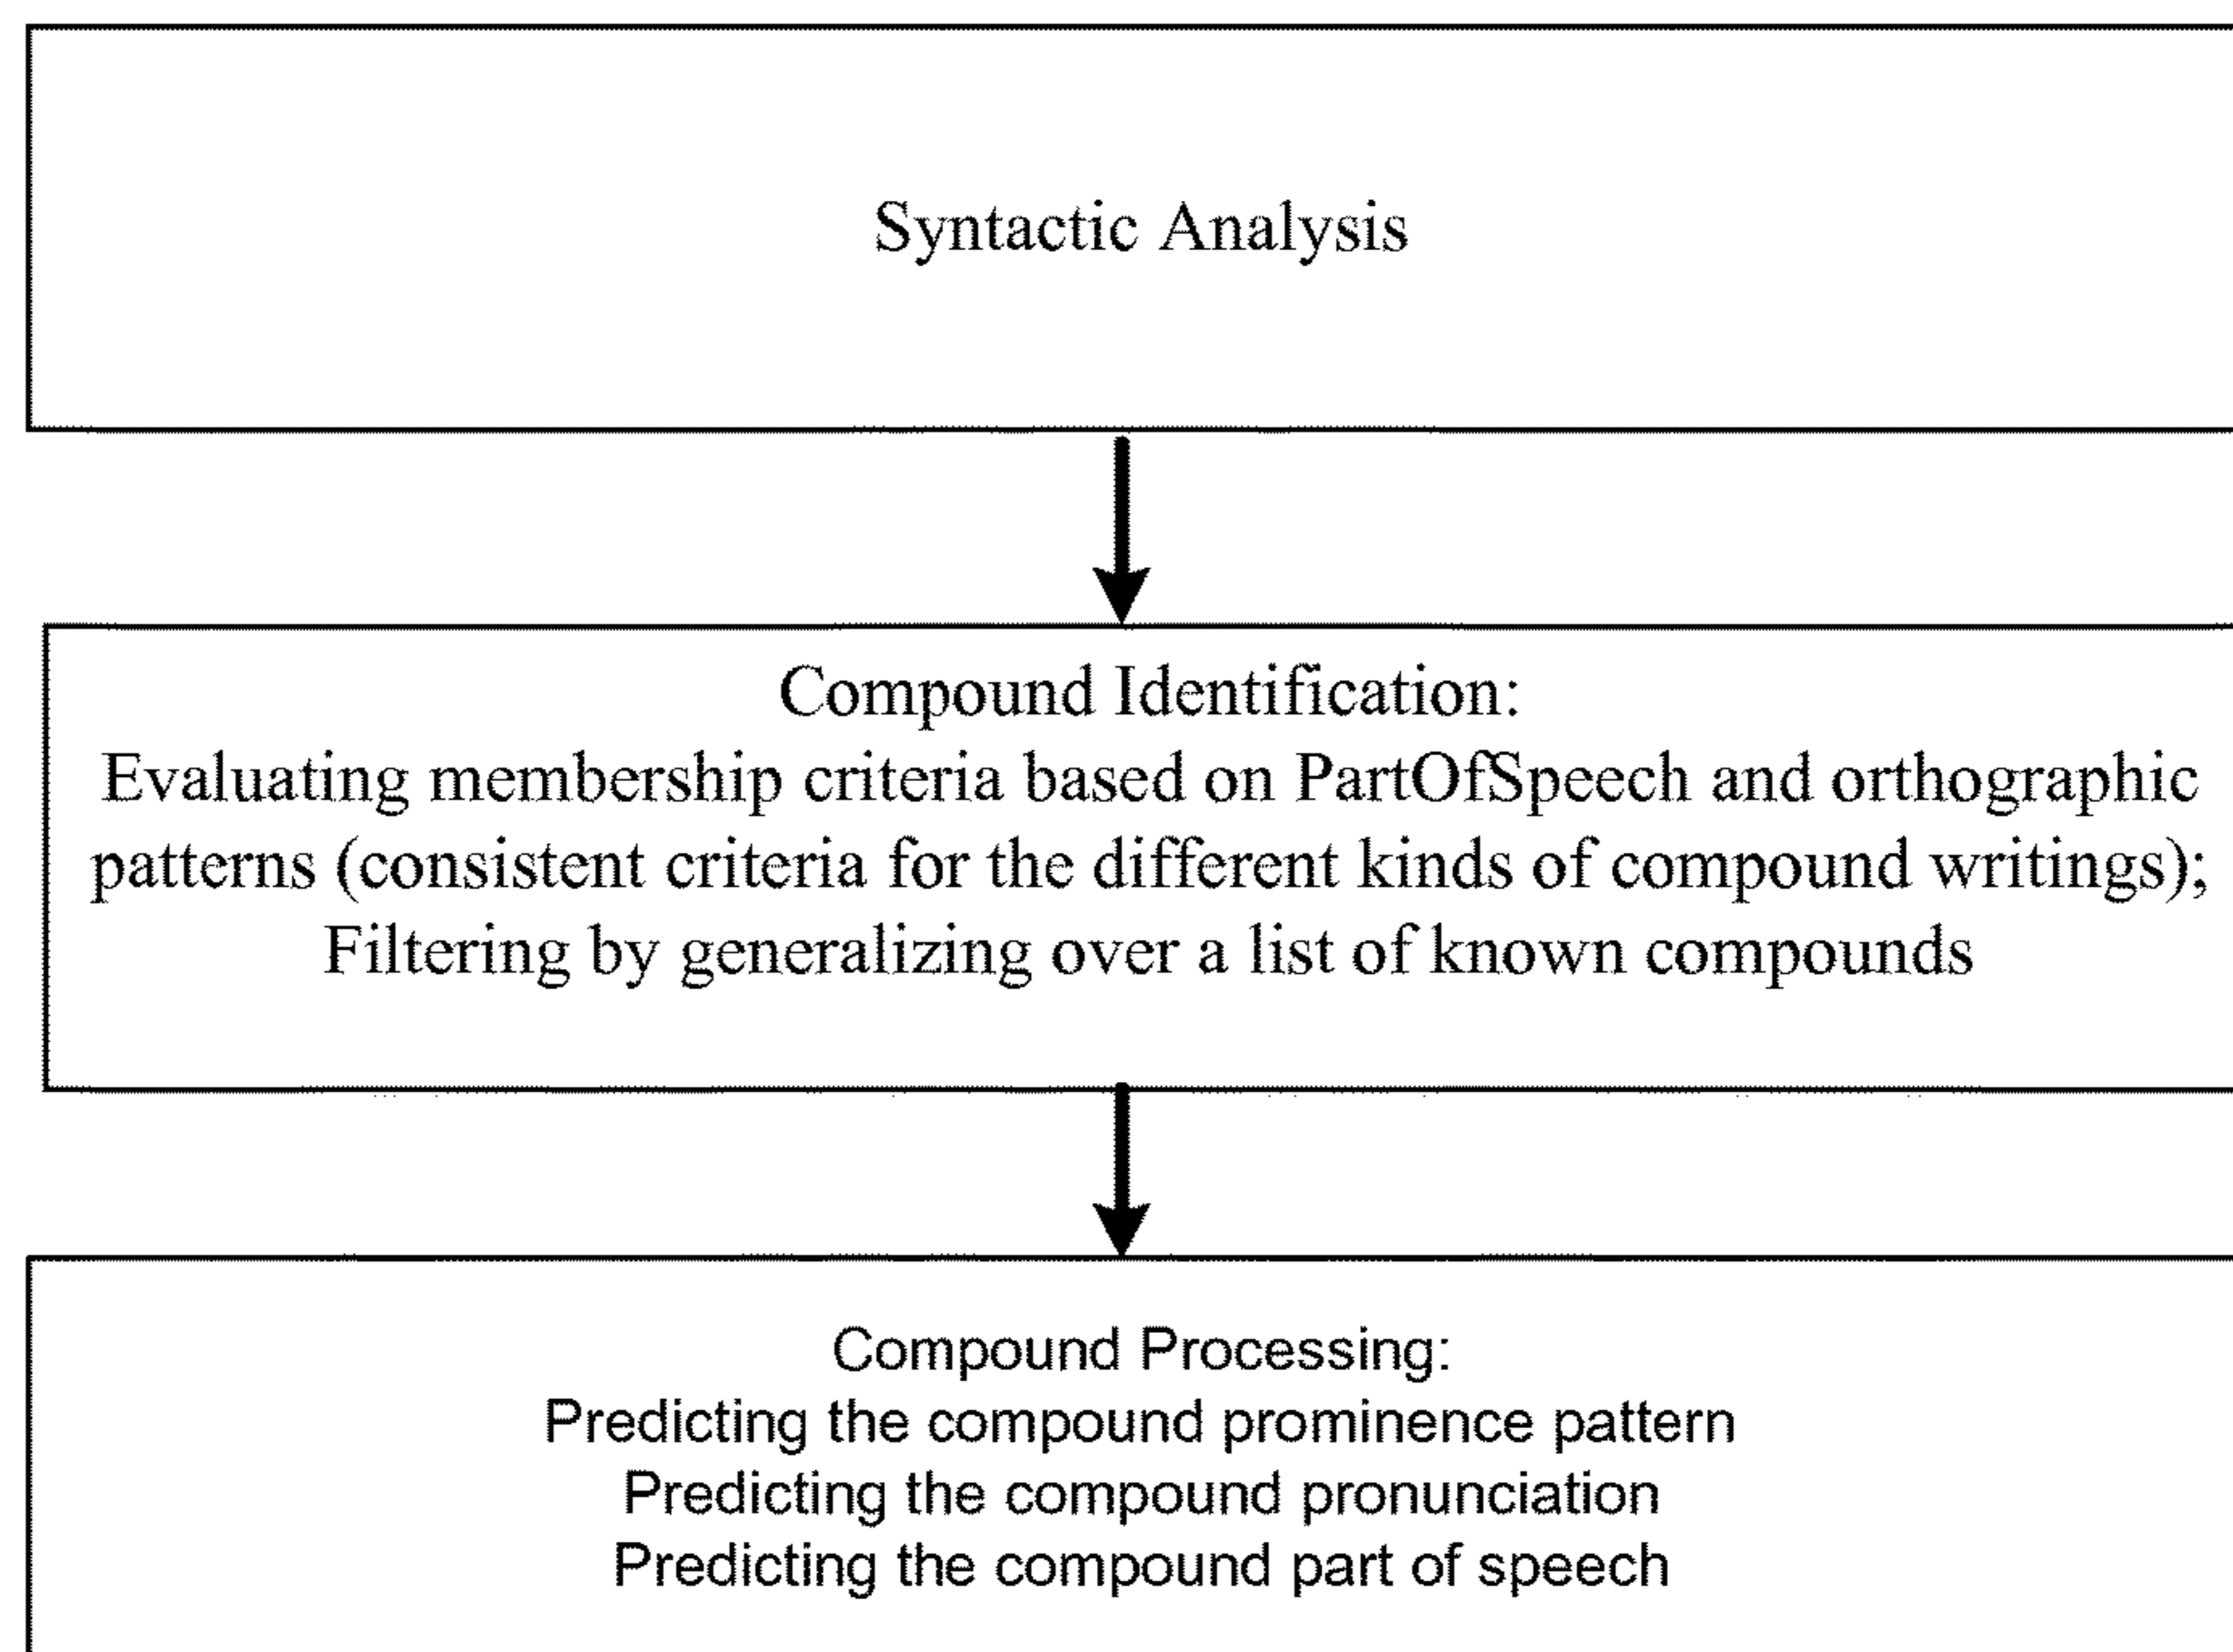 Syntactic Analysis
Compound Identification:
Evaluating membership criteria based on PartOfSpeech and orthographic
patterns (consistent criteria for the different kinds of compound writings);
Filtering by generalizing over a list of known compounds
Compound Processing:
Predicting the compound prominence pattern
Predicting the compound pronunciation
Predicting the compound part of speech